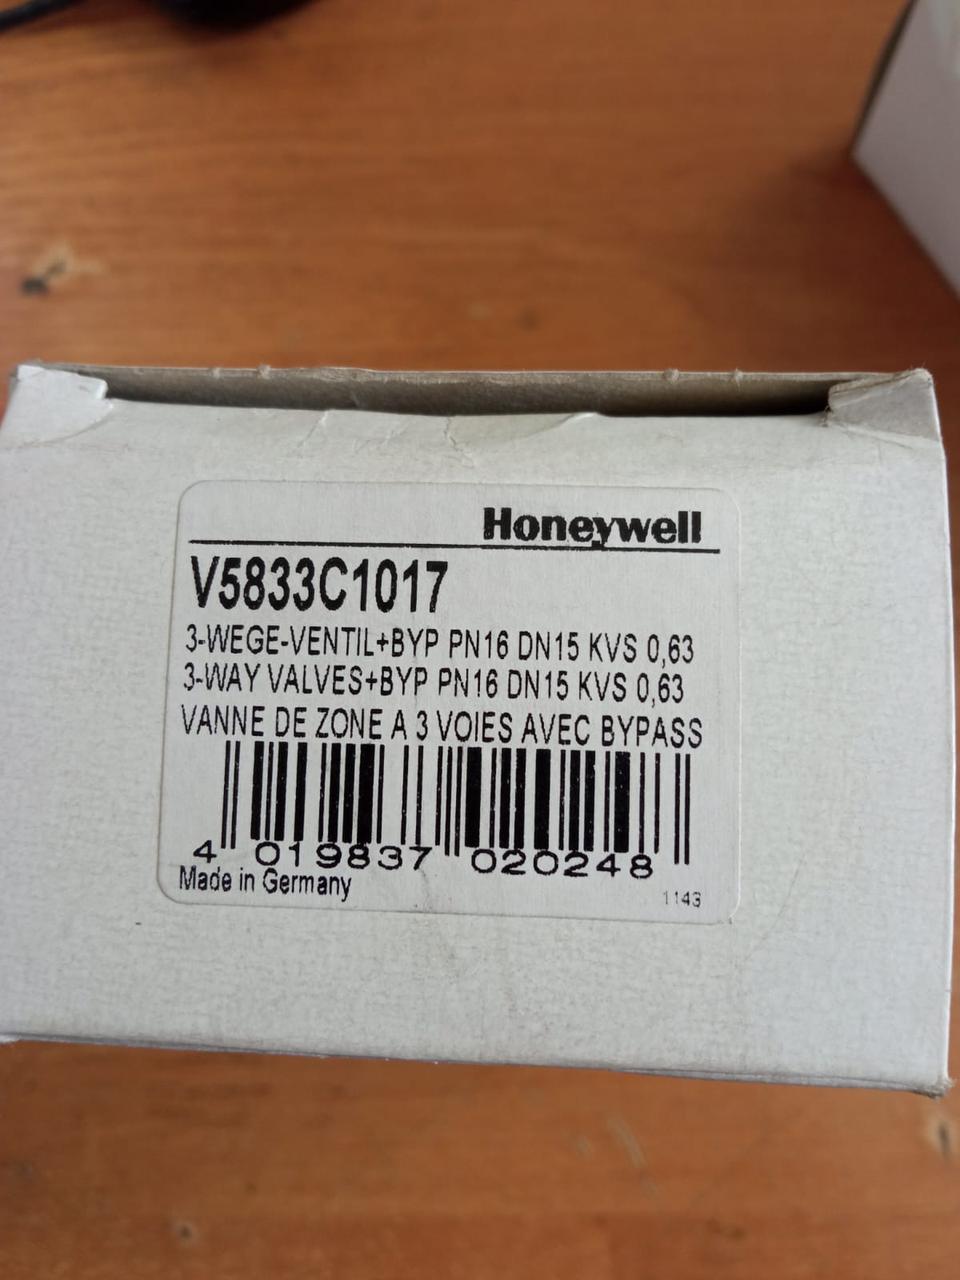 Honeywell
V5833C1017
3-WEGE-VENTIL+BYP PN16 DN15 KVS 0,63
3-WAY VALVES+BYP PN16 DN15 KVS 0,63
VANNE DE ZONE A 3 VOIES AVEC BYPASS
4 019837 020248
Made in Germany
1143